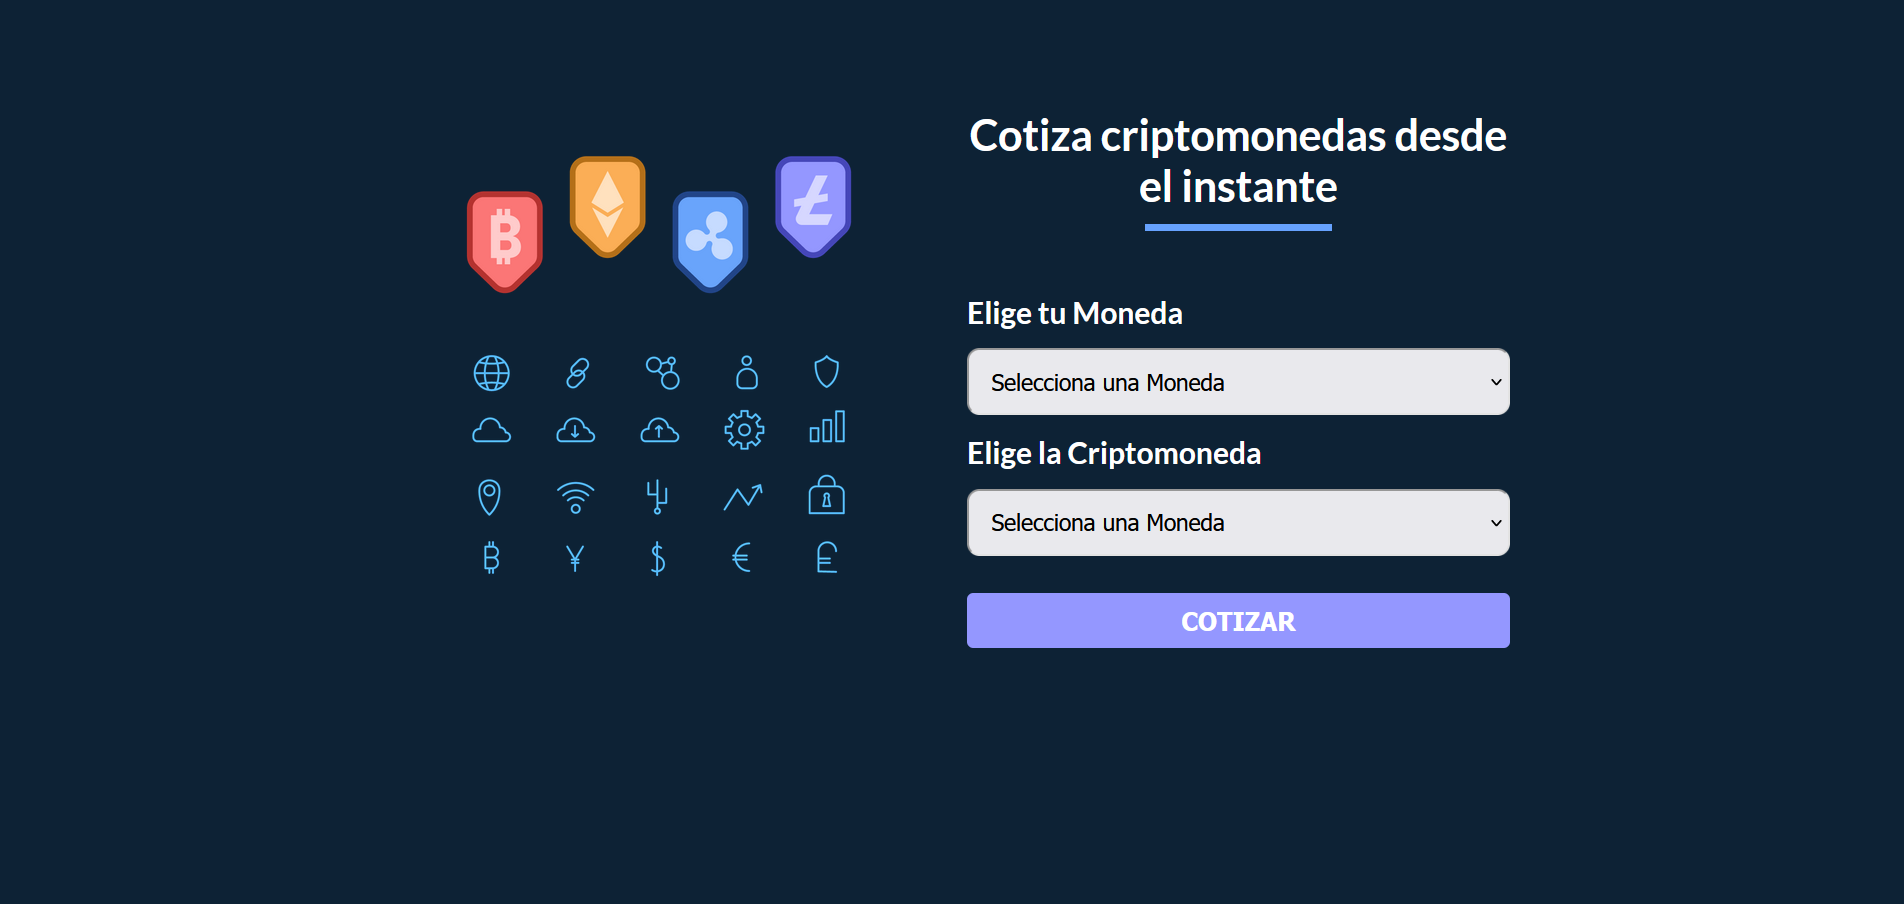 Cotiza criptomonedas desde
el instante
Elige tu Moneda
Selecciona una Moneda
Elige la Criptomoneda
Selecciona una Moneda
COTIZAR